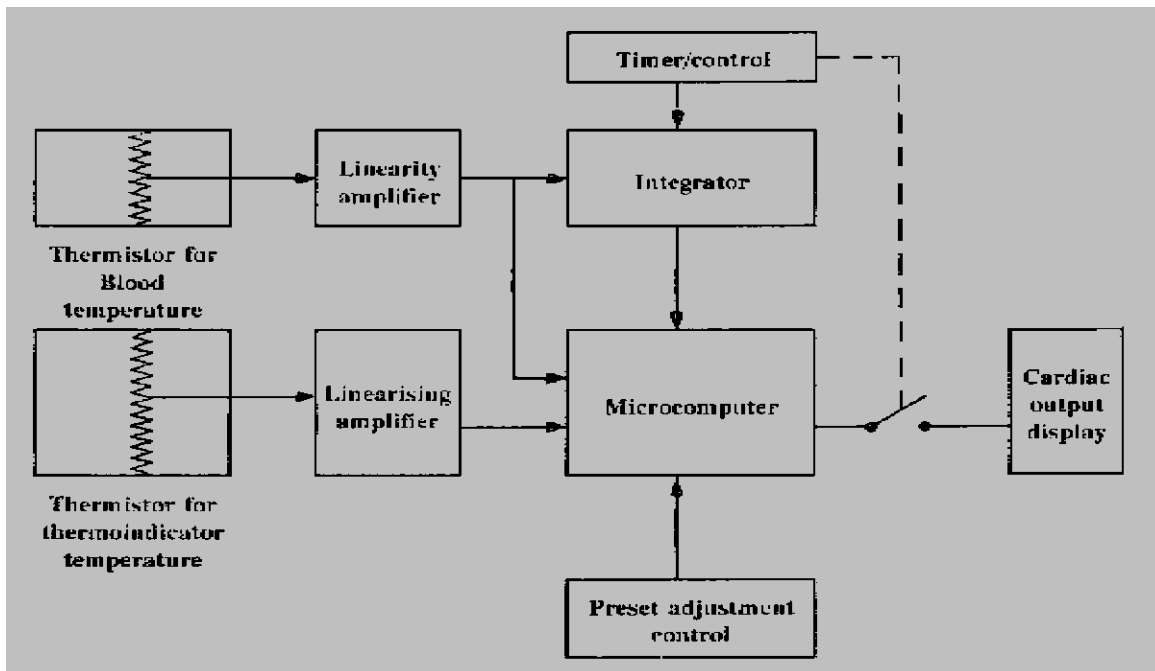 Timer/control
Linearity
amplifier
Integrator
Thermistor for
Blood
temperature
Linearising
amplifier
Microcomputer
Cardiac
output
display
Thermistor for
thermoindicator
temperature
Preset adjustment
control